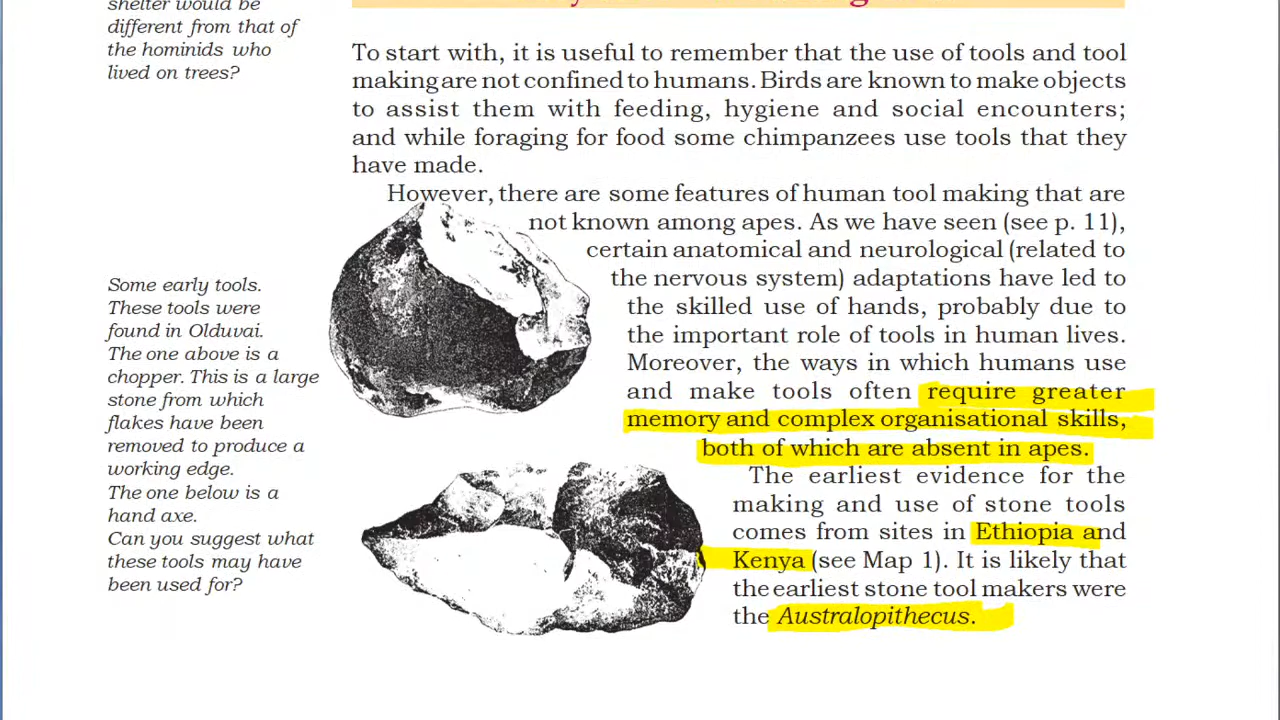 shelter would be
different from that of
the hominids who
lived on trees?
To start with, it is useful to remember that the use of tools and tool
making are not confined to humans. Birds are known to make objects
to assist them with feeding, hygiene and social encounters;
and while foraging for food some chimpanzees use tools that they
have made.
However, there are some features of human tool making that are
not known among apes. As we have seen (see p. 11),
certain anatomical and neurological (related to
the nervous system) adaptations have led to
the skilled use of hands, probably due to
the important role of tools in human lives.
Moreover, the ways in which humans use
and make tools often require greater
memory and complex organisational skills,
both of which are absent in apes.
The earliest evidence for the
making and use of stone tools
comes from sites in Ethiopia and
Kenya (see Map 1). It is likely that
the earliest stone tool makers were
the Australopithecus.
Some early tools.
These tools were
found in Olduvai.
The one above is a
chopper. This is a large
stone from which
flakes have been
removed to produce a
working edge.
The one below is a
hand axe.
Can you suggest what
these tools may have
been used for?